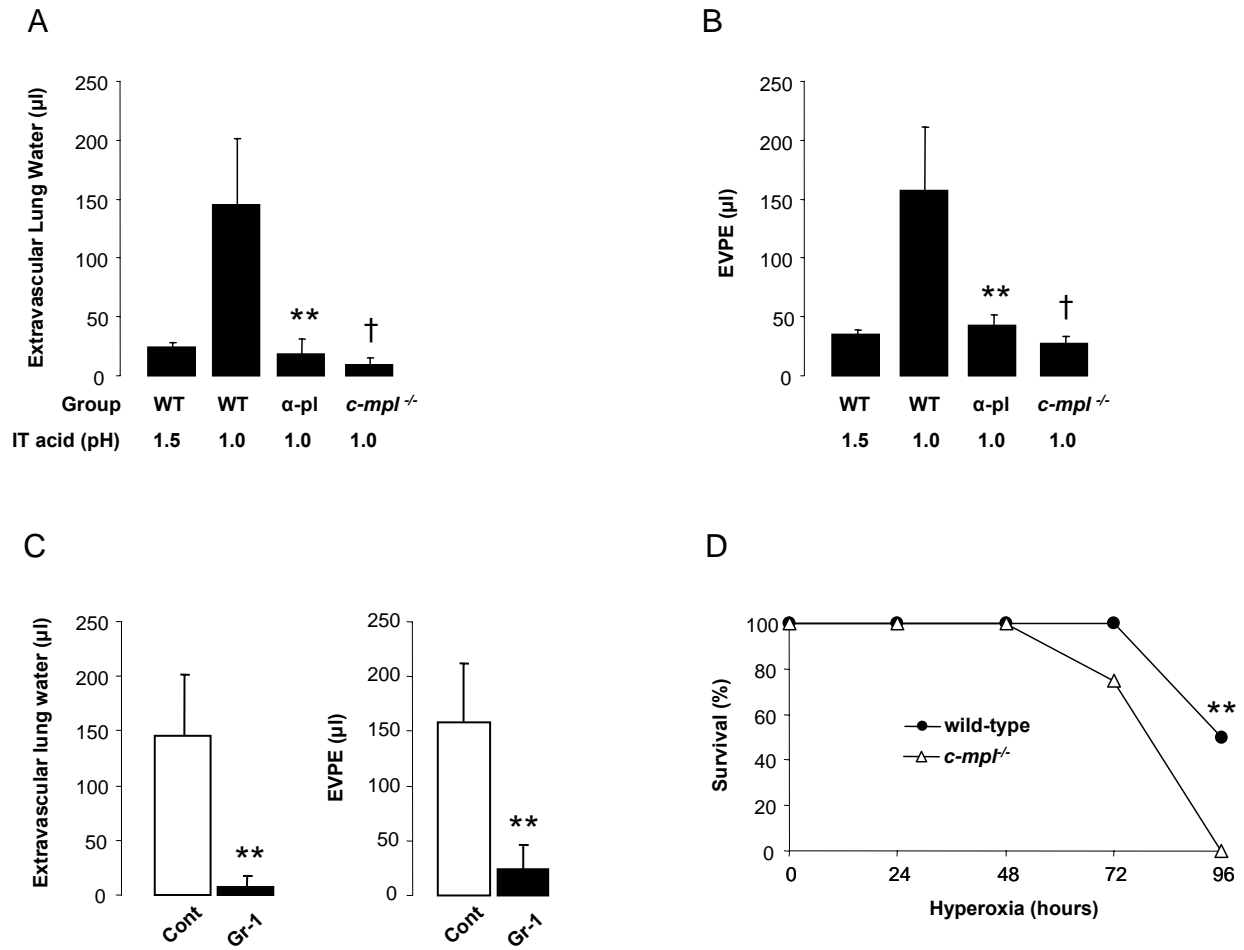 A
Extravascular Lung Water (µl)
250
200
150
100
50
0
**
†
Group WT WT α-pl c-mpl -/-
IT acid (pH) 1.5 1.0 1.0 1.0
B
EVPE (µl)
250
200
150
100
50
0
**
†
WT WT α-pl c-mpl -/-
1.5 1.0 1.0 1.0
C
Extravascular lung water (µl)
250
200
150
100
50
0
**
Cont Gr-1
EVPE (µl)
250
200
150
100
50
0
**
Cont Gr-1
D
Survival (%)
100
80
60
40
20
0
**
wild-type
c-mpl-/-
0 24 48 72 96
Hyperoxia (hours)